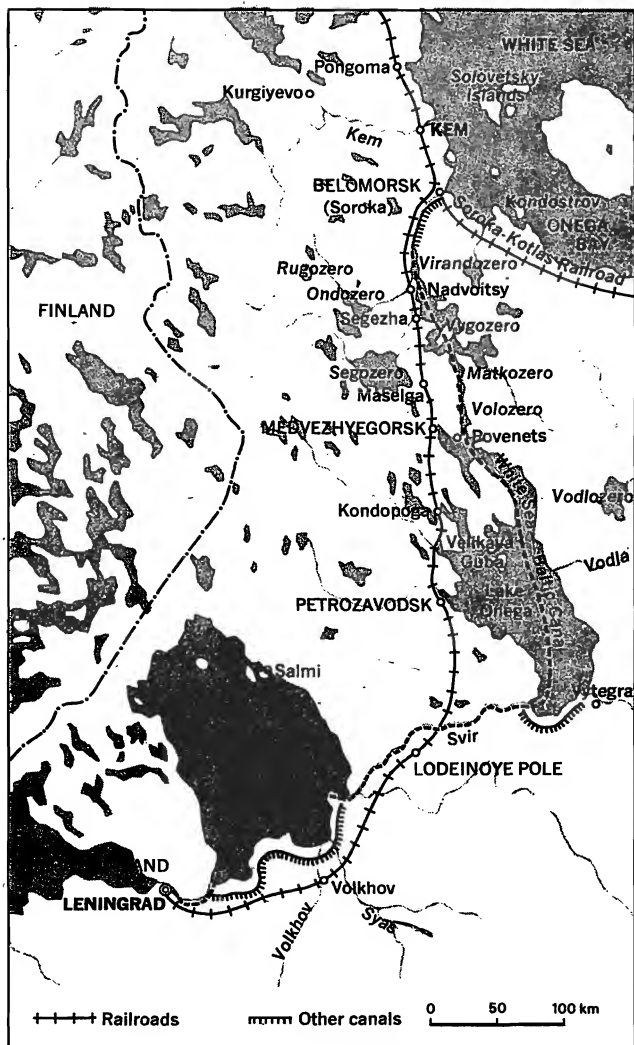 WHITE SEA
Pongoma
Solovetsky
Islands
Kurgiyevo
Kem
KEM
BELOMORSK
(Soroka)
Kondostrov
ONEGA
BAY
Soroka-Kotlas Railroad
Rugozero
Virandozero
Ondozero
Nadvoitsy
FINLAND
Segezha
Vygozero
Segozero
Matkozero
Maselga
Volozero
MEDVEZHYEGORSK
Povenets
White Sea Baltic Canal
Vodlozero
Kondopoga
Velikaya
Guba
Vodla
Lake
Onega
PETROZAVODSK
Salmi
Vytegra
Svir
LODEINOYE POLE
LAND
LENINGRAD
Volkhov
Volkhov
Syas
Railroads
Other canals
0 100 km